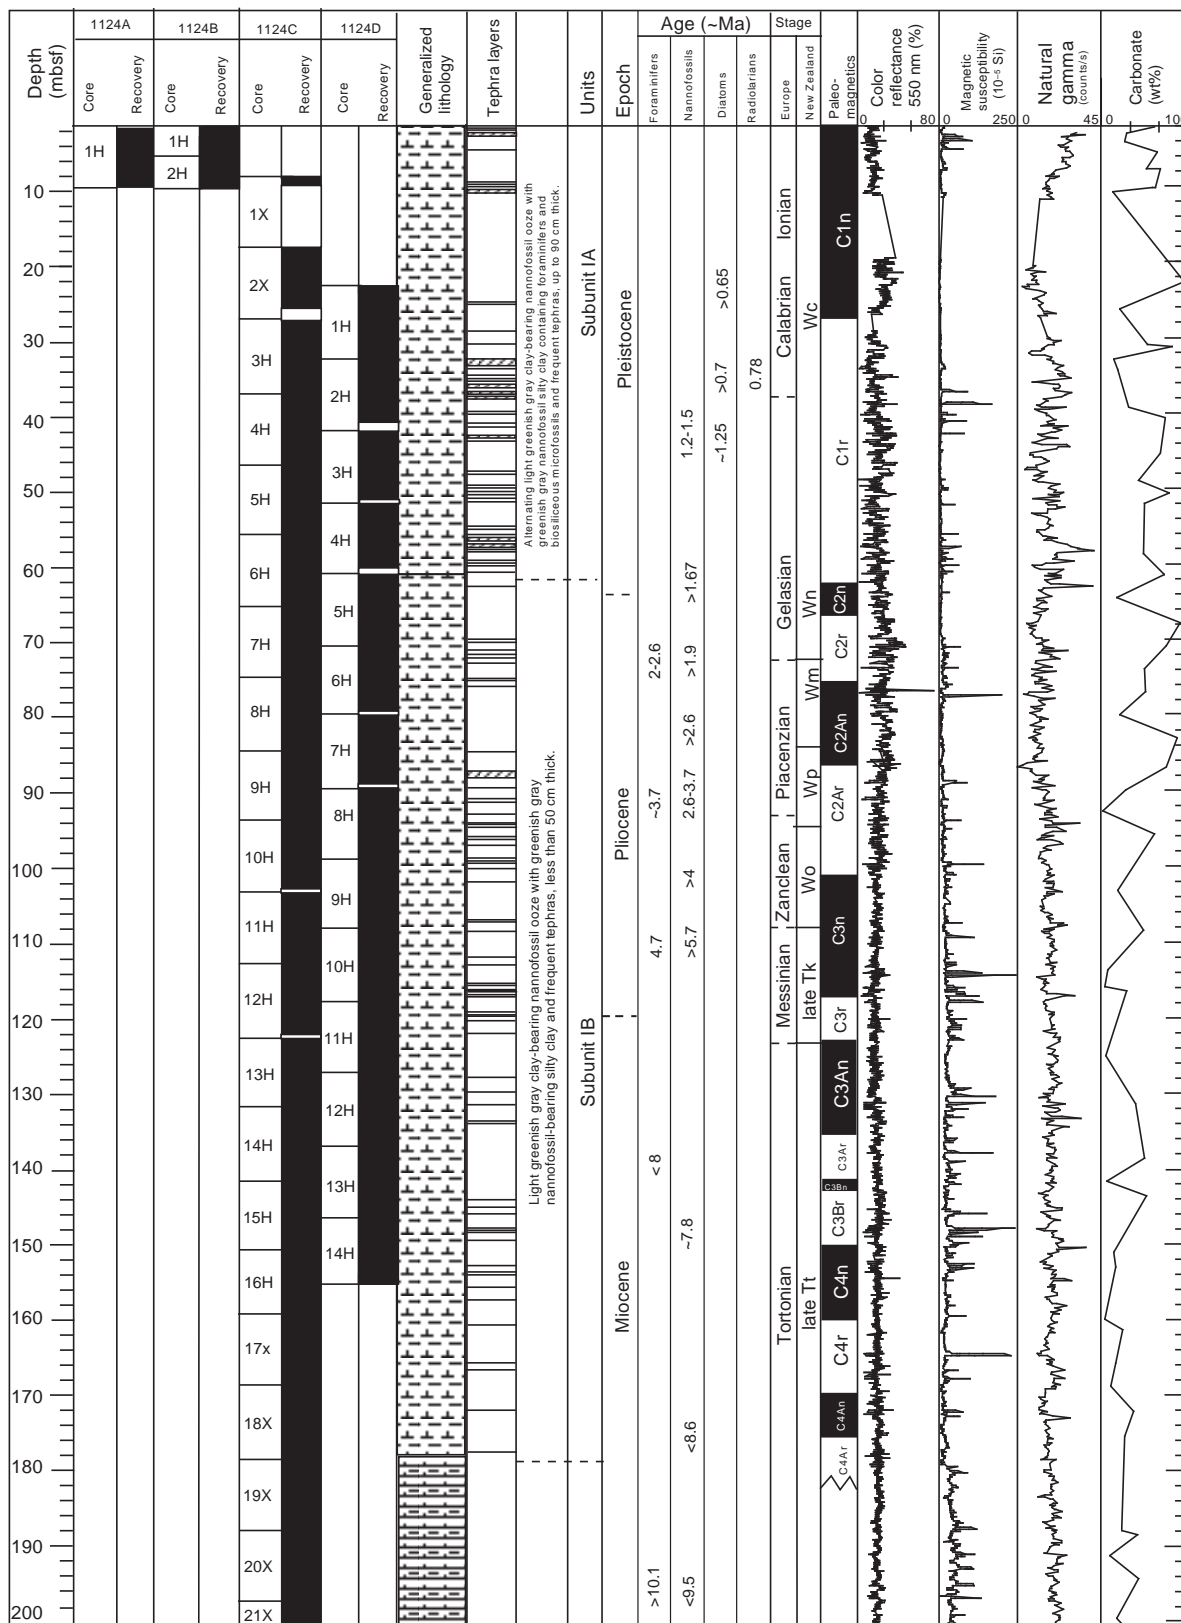 1124A
1124B
1124C
1124D
Age (~Ma)
Stage
Depth
(mbsf)
Core
Recovery
Core
Recovery
Core
Recovery
Core
Recovery
Generalized
lithology
Tephra layers
Units
Epoch
Foraminifers
Nannofossils
Diatoms
Radiolarians
Europe
New Zealand
Paleo-
magnetics
Color
reflectance
550 nm (%)
Magnetic
susceptibility
(10⁻⁶ Si)
Natural
gamma
(counts/s)
Carbonate
(wt%)
0 80
0 250
0 45
0 10
10
20
30
40
50
60
70
80
90
100
110
120
130
140
150
160
170
180
190
200
1H
1H
2H
1X
2X
3H
4H
5H
6H
7H
8H
9H
10H
11H
12H
13H
14H
15H
16H
17x
18X
19X
20X
21X
1H
2H
3H
4H
5H
6H
7H
8H
9H
10H
11H
12H
13H
14H
Alternating light greenish gray clay-bearing nannofossil ooze with
greenish gray nannofossil silty clay containing foraminifers and
biosiliceous microfossils and frequent tephras, up to 90 cm thick.
Light greenish gray clay-bearing nannofossil ooze with greenish gray
nannofossil-bearing silty clay and frequent tephras, less than 50 cm thick.
Subunit IA
Subunit IB
Pleistocene
Pliocene
Miocene
2-2.6
~3.7
4.7
<8
>10.1
1.2-1.5
>1.67
>1.9
>2.6
2.6-3.7
>4
>5.7
~7.8
<8.6
<9.5
>0.65
>0.7
~1.25
0.78
Ionian
Calabrian
Gelasian
Piacenzian
Zanclean
Messinian
Tortonian
Wc
Wn
Wm
Wp
Wo
late Tk
late Tt
C1n
C1r
C2n
C2r
C2An
C2Ar
C3n
C3r
C3An
C3Ar
C3Bn
C3Br
C4n
C4r
C4An
C4Ar